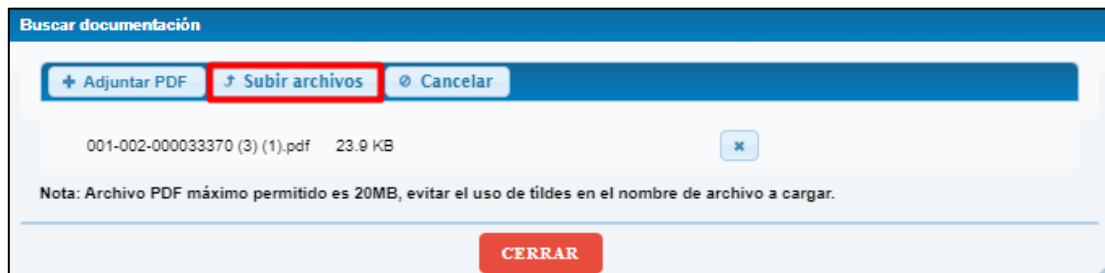 Buscar documentación
+ Adjuntar PDF Subir archivos Cancelar
001-002-000033370 (3) (1).pdf 23.9 KB
Nota: Archivo PDF máximo permitido es 20MB, evitar el uso de tíldes en el nombre de archivo a cargar.
CERRAR